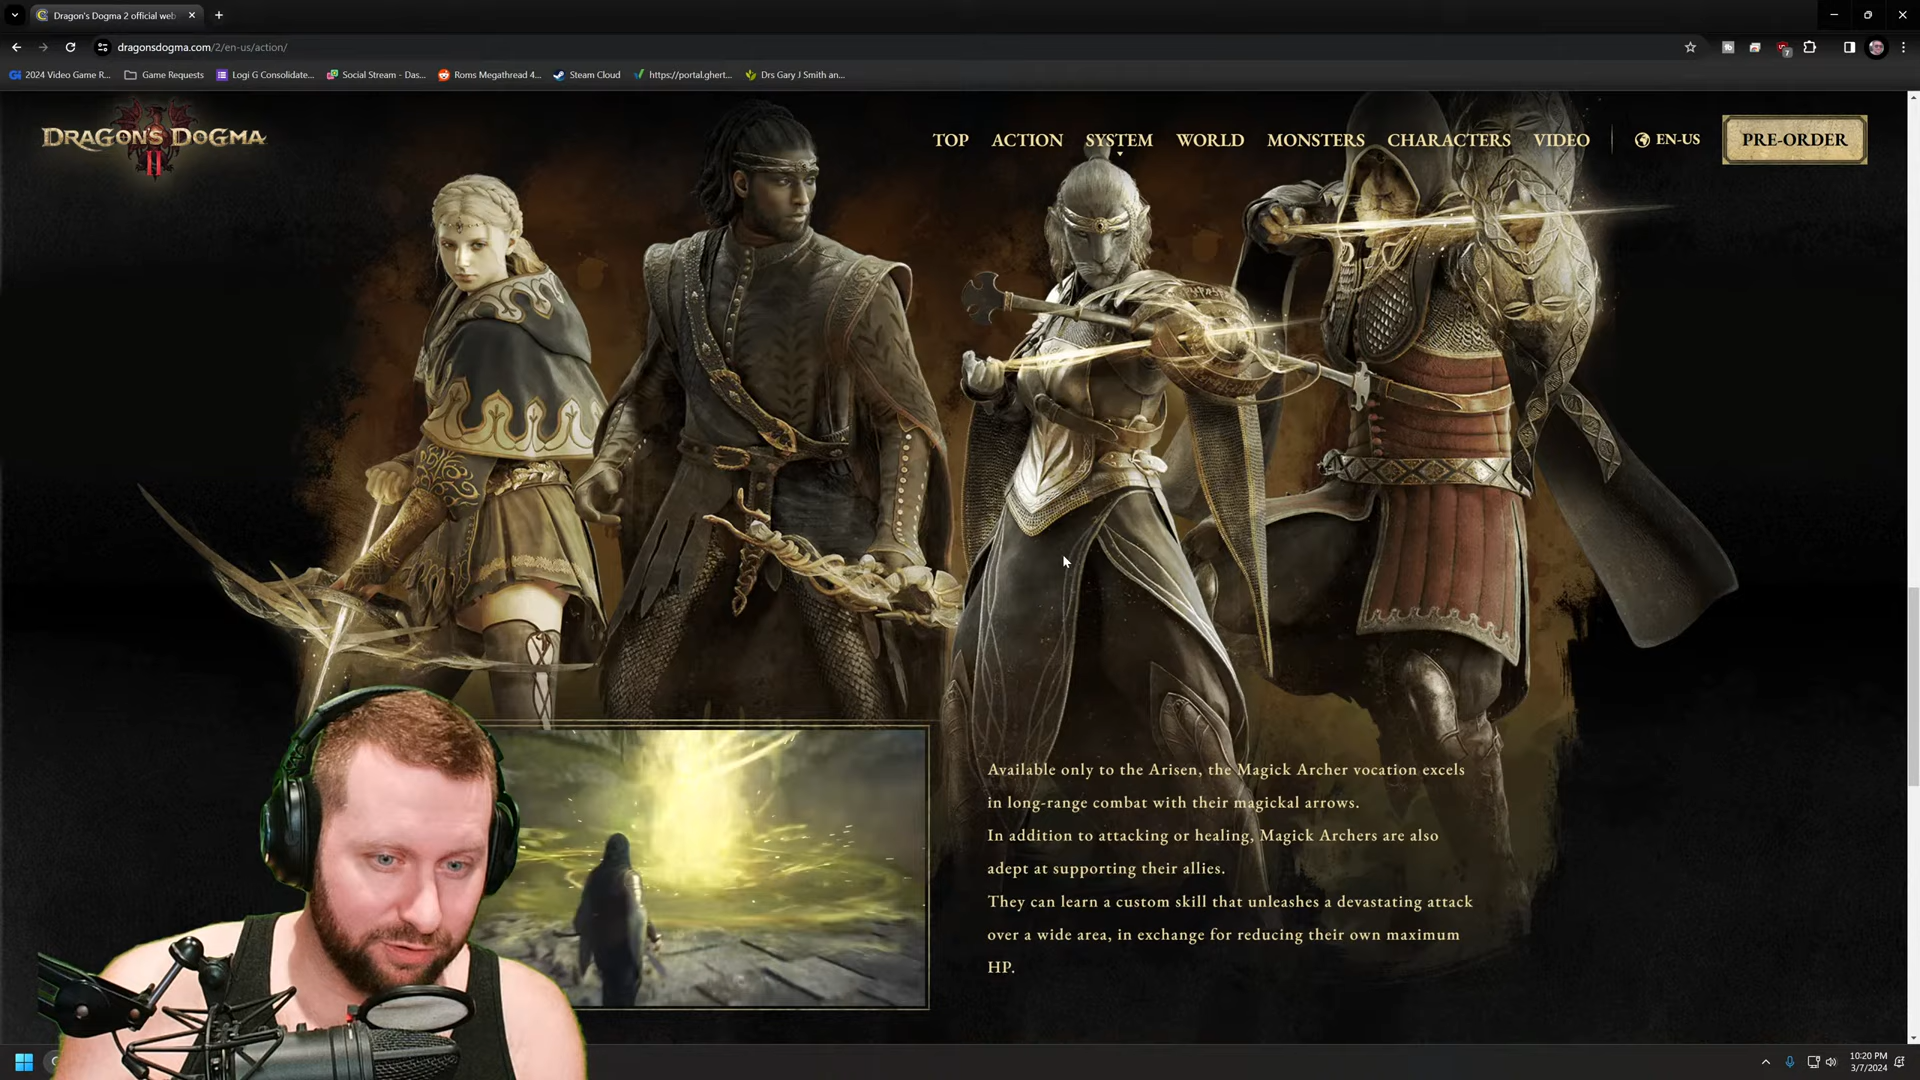 Dragon's Dogma 2 official web
dragonsdogma.com/2/en-us/action/
2024 Video Game R...
Game Requests
Logi G Consolidate...
Social Stream - Das...
Roms Megathread 4...
Steam Cloud
https://portal.ghert...
Drs Gary J Smith an...
DRAGON'S DOGMA
II
TOP
ACTION
SYSTEM
WORLD
MONSTERS
CHARACTERS
VIDEO
EN-US
PRE-ORDER
Available only to the Arisen, the Magick Archer vocation excels
in long-range combat with their magickal arrows.
In addition to attacking or healing, Magick Archers are also
adept at supporting their allies.
They can learn a custom skill that unleashes a devastating attack
over a wide area, in exchange for reducing their own maximum
HP.
10:20 PM
3/7/2024